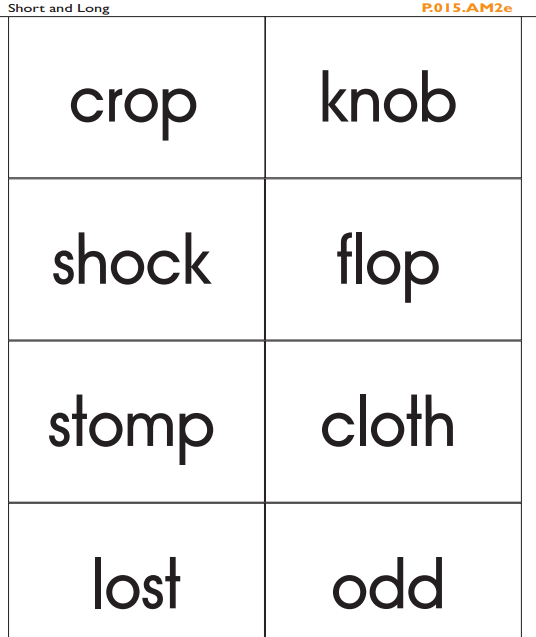 Short and Long P.015.AM2e
crop knob
shock flop
stomp cloth
lost odd